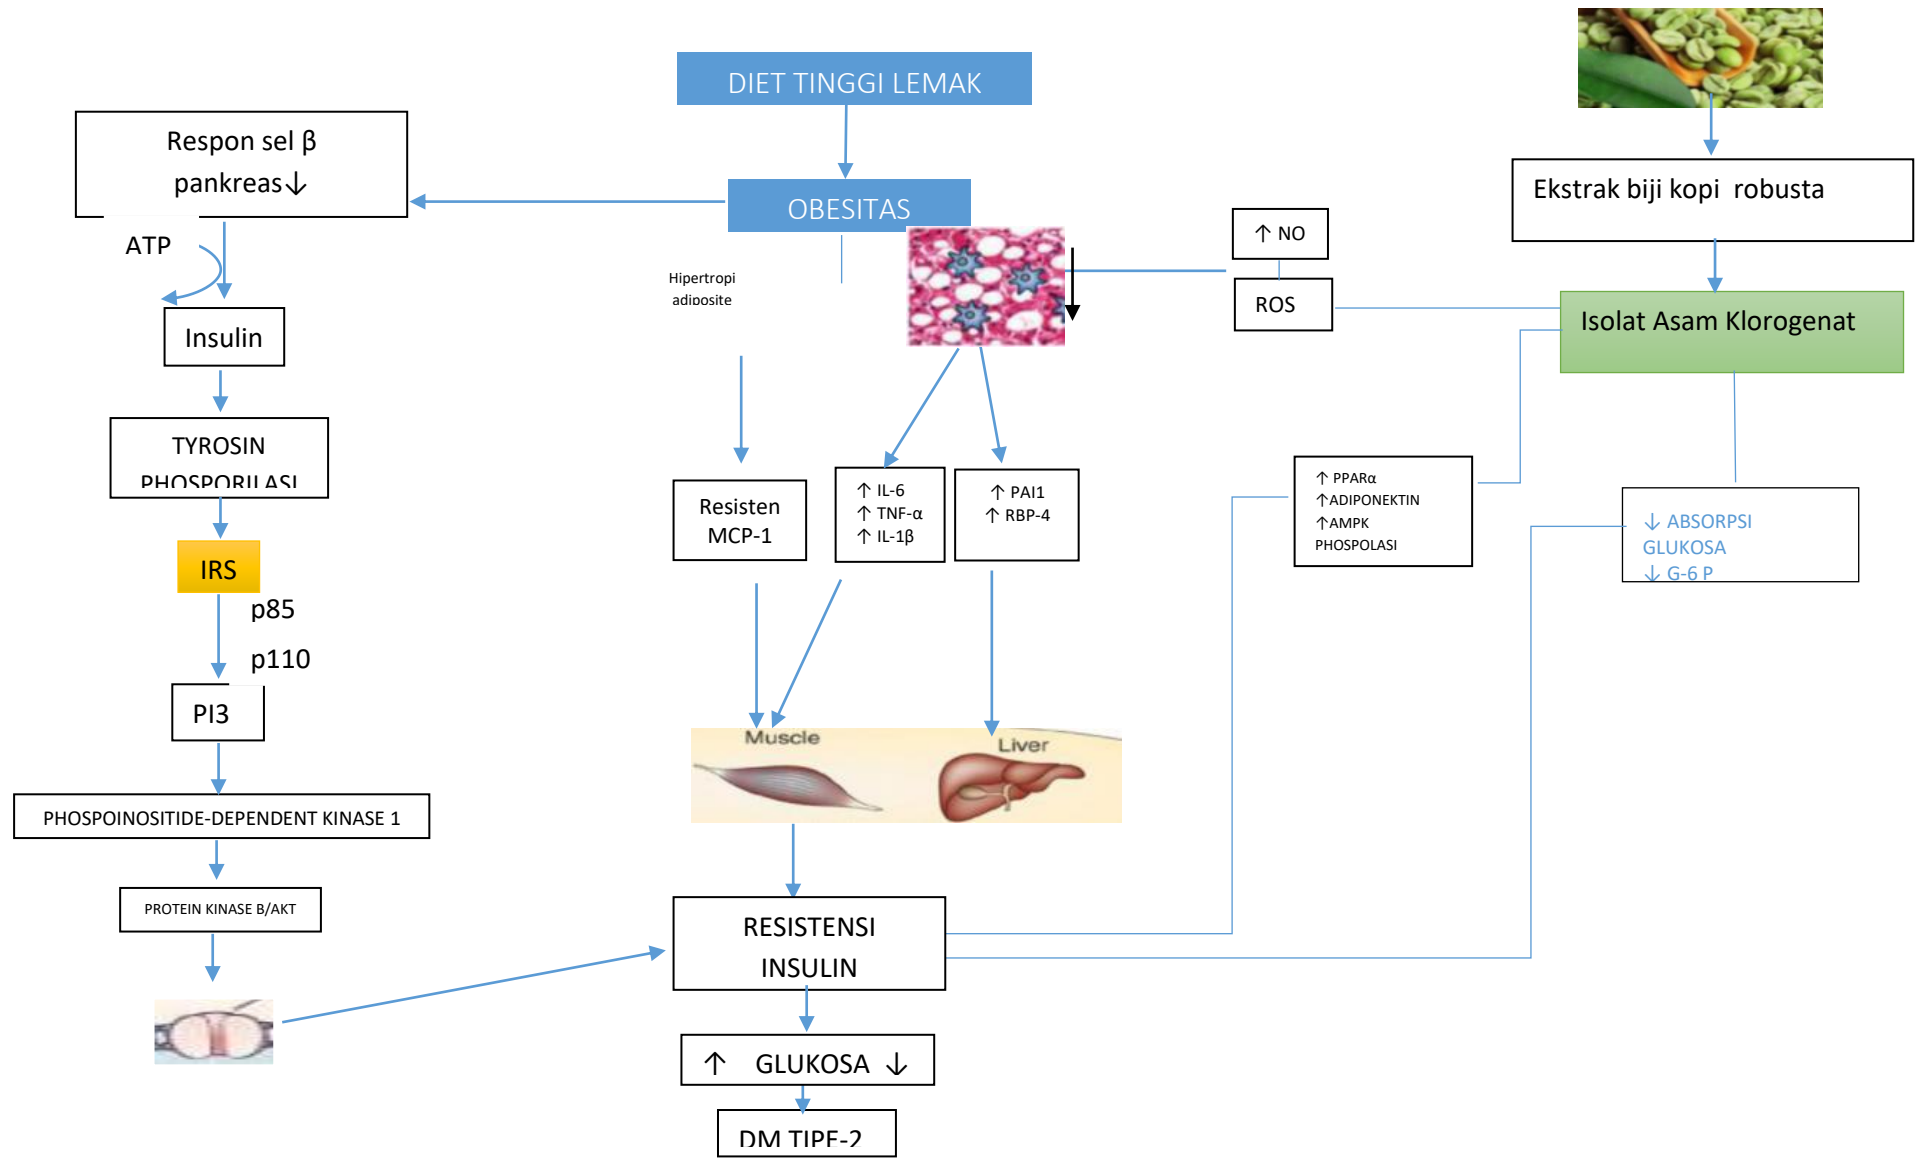 DIET TINGGI LEMAK
Respon sel β
pankreas↓
OBESITAS
Ekstrak biji kopi robusta
↑ NO
ATP
Hipertropi
adiposite
ROS
Isolat Asam Klorogenat
Insulin
TYROSIN
PHOSPORILASI
Resisten
MCP-1
↑ IL-6
↑ TNF-α
↑ IL-1β
↑ PAI1
↑ RBP-4
↑ PPARα
↑ADIPONEKTIN
↑AMPK
PHOSPOLASI
↓ ABSORPSI
GLUKOSA
↓ G-6 P
IRS
p85
p110
PI3
Muscle
Liver
PHOSPOINOSITIDE-DEPENDENT KINASE 1
PROTEIN KINASE B/AKT
RESISTENSI
INSULIN
↑ GLUKOSA ↓
DM TIPE-2